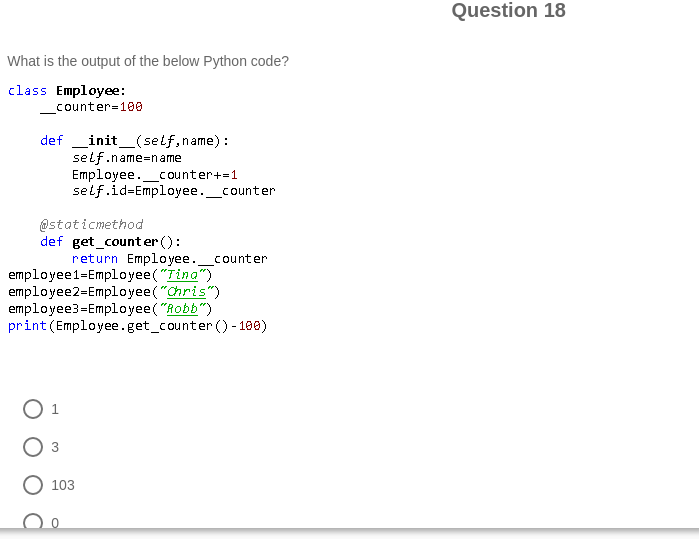 Question 18
What is the output of the below Python code?
class Employee:
    __counter=100
    def __init__(self,name):
        self.name=name
        Employee.__counter+=1
        self.id=Employee.__counter
    @staticmethod
    def get_counter():
        return Employee.__counter
employee1=Employee("Tina")
employee2=Employee("Chris")
employee3=Employee("Robb")
print(Employee.get_counter()-100)
1
3
103
0